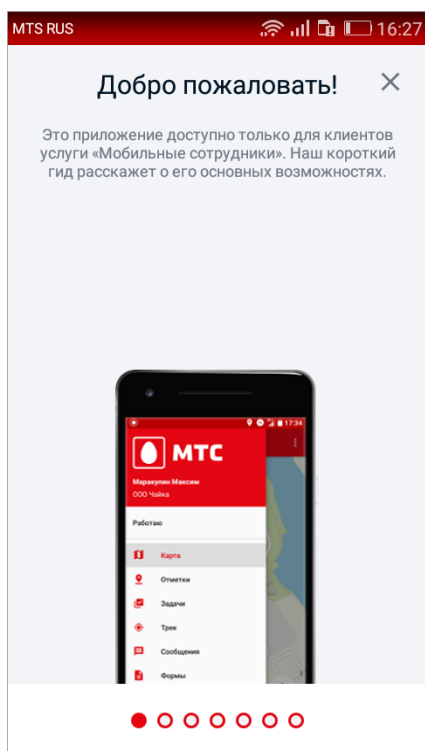 MTS RUS 16:27
Добро пожаловать!
Это приложение доступно только для клиентов
услуги «Мобильные сотрудники». Наш короткий
гид расскажет о его основных возможностях.
17:34
МТС
Маракулин Максим
ООО Чайка
Работаю
Карта
Отметки
Задачи
Трек
Сообщения
Формы